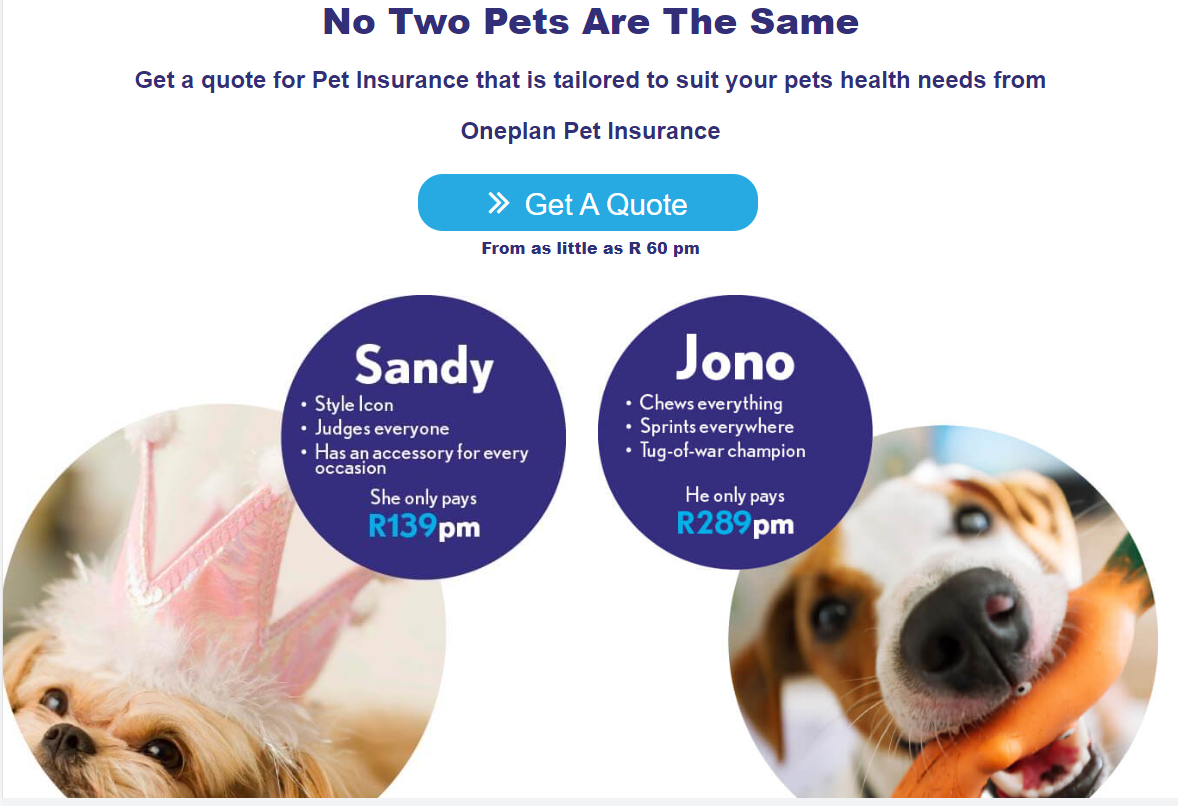 No Two Pets Are The Same
Get a quote for Pet Insurance that is tailored to suit your pets health needs from
Oneplan Pet Insurance
Get A Quote
From as little as R 60 pm
Sandy
• Style Icon
• Judges everyone
• Has an accessory for every
occasion
She only pays
R139pm
Jono
• Chews everything
• Sprints everywhere
• Tug-of-war champion
He only pays
R289pm